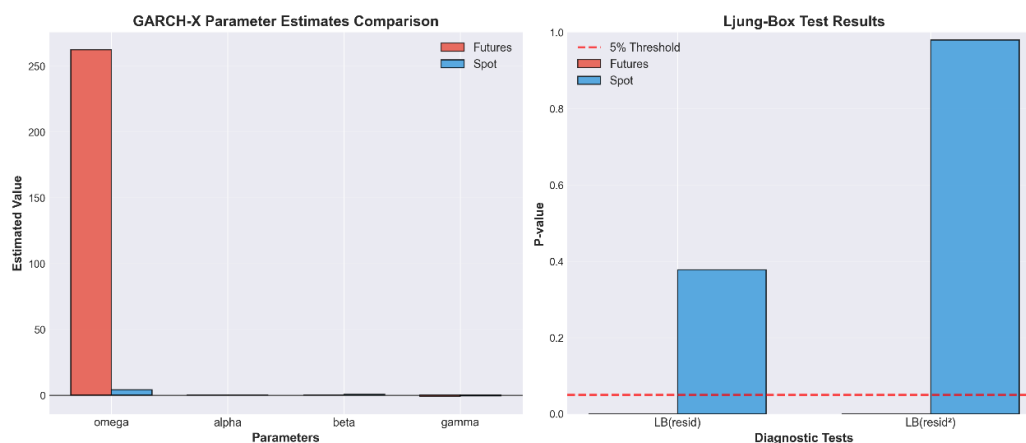 GARCH-X Parameter Estimates Comparison
Futures
Spot
250
200
150
100
50
0
Estimated Value
omega
alpha
beta
gamma
Parameters
Ljung-Box Test Results
5% Threshold
Futures
Spot
1.0
0.8
0.6
0.4
0.2
0.0
P-value
LB(resid)
LB(resid²)
Diagnostic Tests